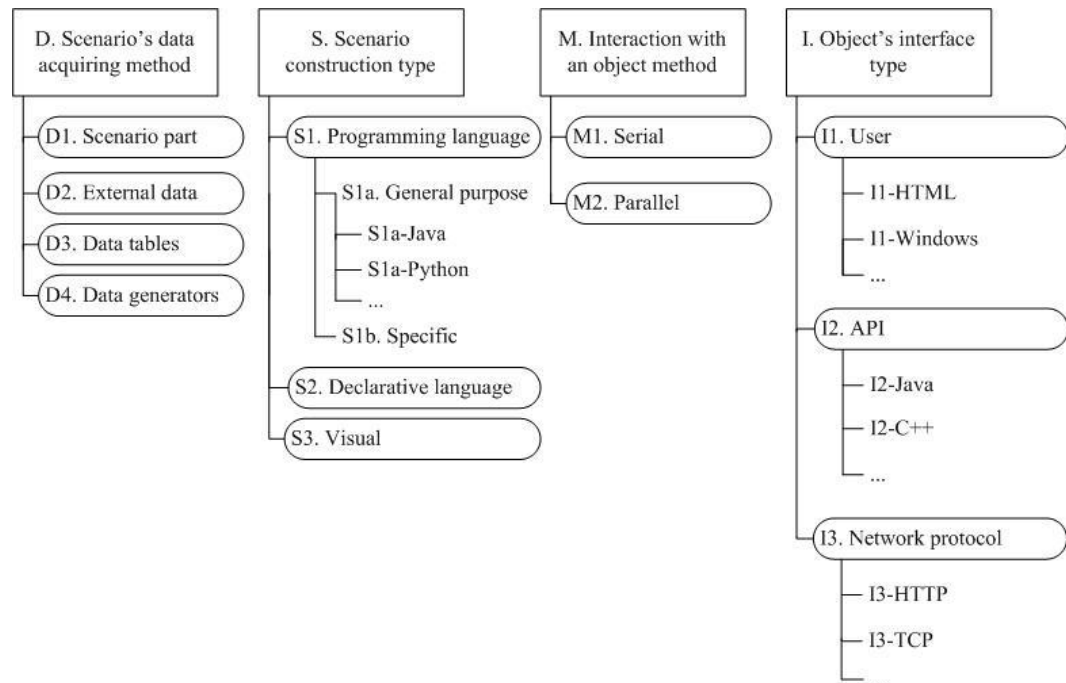 D. Scenario's data
acquiring method
D1. Scenario part
D2. External data
D3. Data tables
D4. Data generators
S. Scenario
construction type
S1. Programming language
S1a. General purpose
S1a-Java
S1a-Python
...
S1b. Specific
S2. Declarative language
S3. Visual
M. Interaction with
an object method
M1. Serial
M2. Parallel
I. Object's interface
type
I1. User
I1-HTML
I1-Windows
...
I2. API
I2-Java
I2-C++
...
I3. Network protocol
I3-HTTP
I3-TCP
...